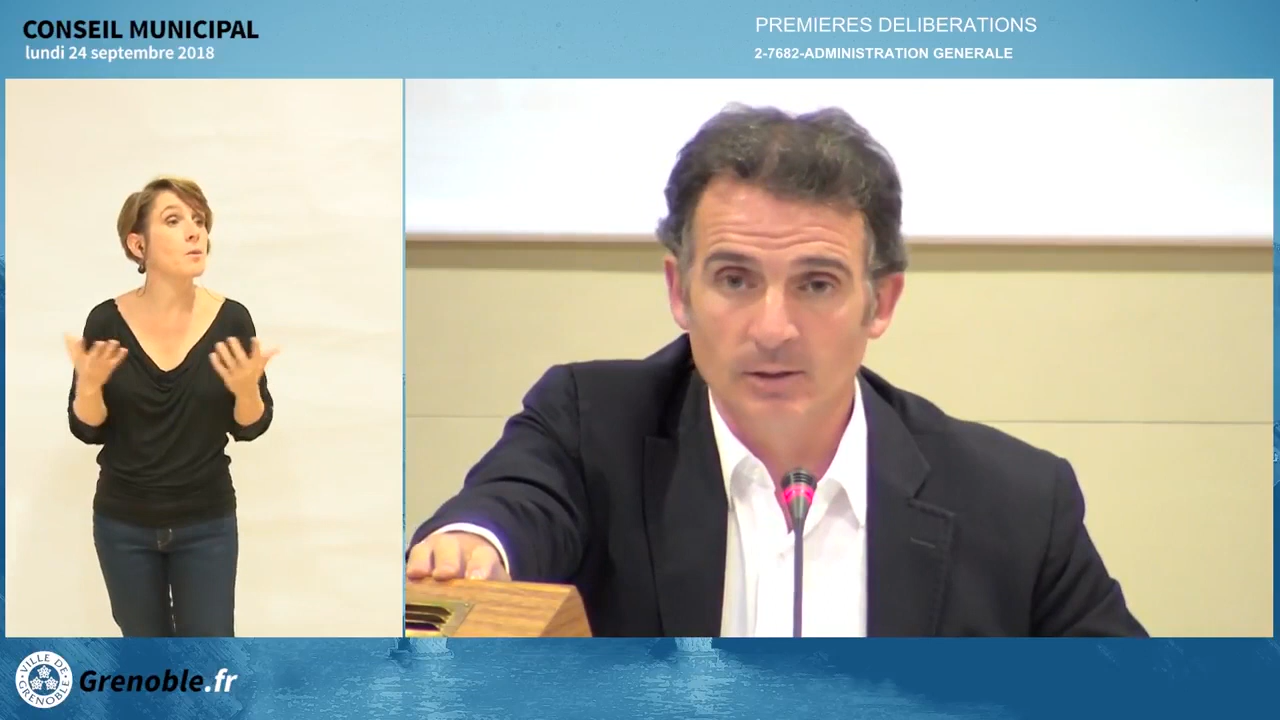 CONSEIL MUNICIPAL
lundi 24 septembre 2018
PREMIERES DELIBERATIONS
2-7682-ADMINISTRATION GENERALE
VILLE DE GRENOBLE
Grenoble.fr